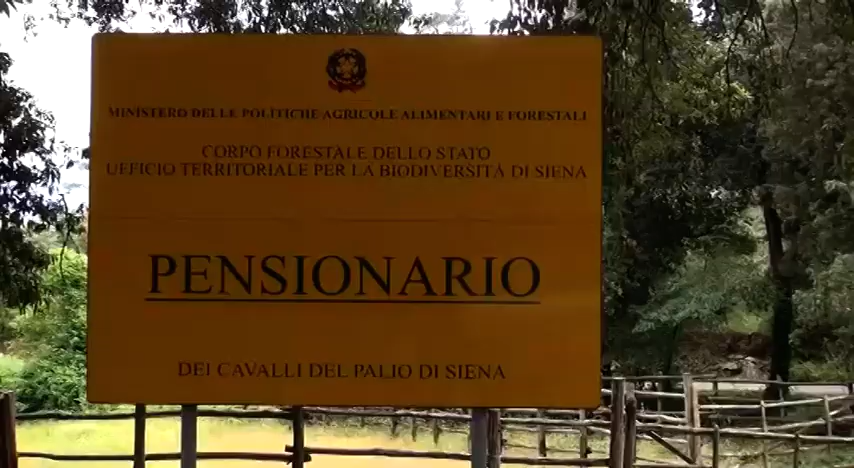 MINISTERO DELLE POLITICHE AGRICOLE ALIMENTARI E FORESTALI
CORPO FORESTALE DELLO STATO
UFFICIO TERRITORIALE PER LA BIODIVERSITÀ DI SIENA
PENSIONARIO
DEI CAVALLI DEL PALIO DI SIENA